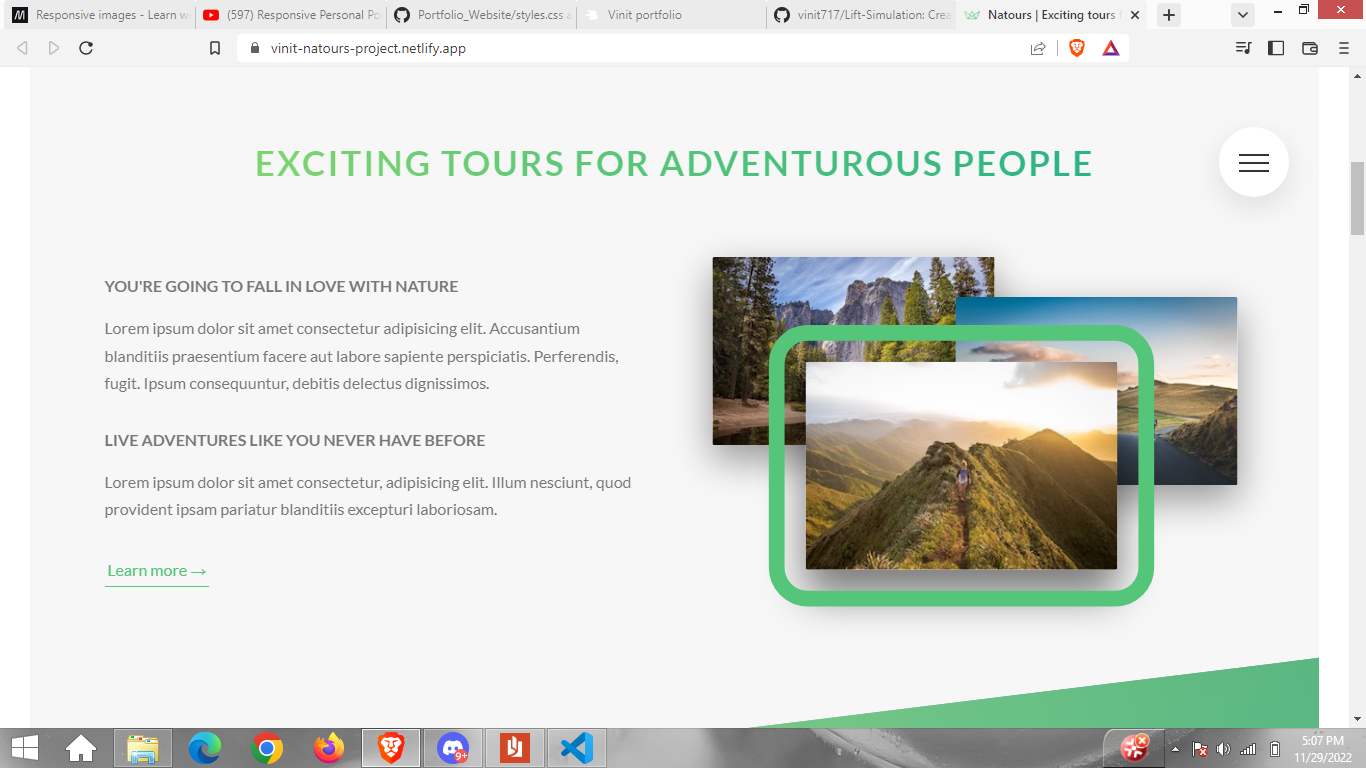 Responsive images - Learn w
(597) Responsive Personal Po
Portfolio_Website/styles.css a
Vinit portfolio
vinit717/Lift-Simulation: Crea
Natours | Exciting tours f
vinit-natours-project.netlify.app
EXCITING TOURS FOR ADVENTUROUS PEOPLE
YOU'RE GOING TO FALL IN LOVE WITH NATURE
Lorem ipsum dolor sit amet consectetur adipisicing elit. Accusantium
blanditiis praesentium facere aut labore sapiente perspiciatis. Perferendis,
fugit. Ipsum consequuntur, debitis delectus dignissimos.
LIVE ADVENTURES LIKE YOU NEVER HAVE BEFORE
Lorem ipsum dolor sit amet consectetur, adipisicing elit. Illum nesciunt, quod
provident ipsam pariatur blanditiis excepturi laboriosam.
Learn more →
9+
5:07 PM
11/29/2022